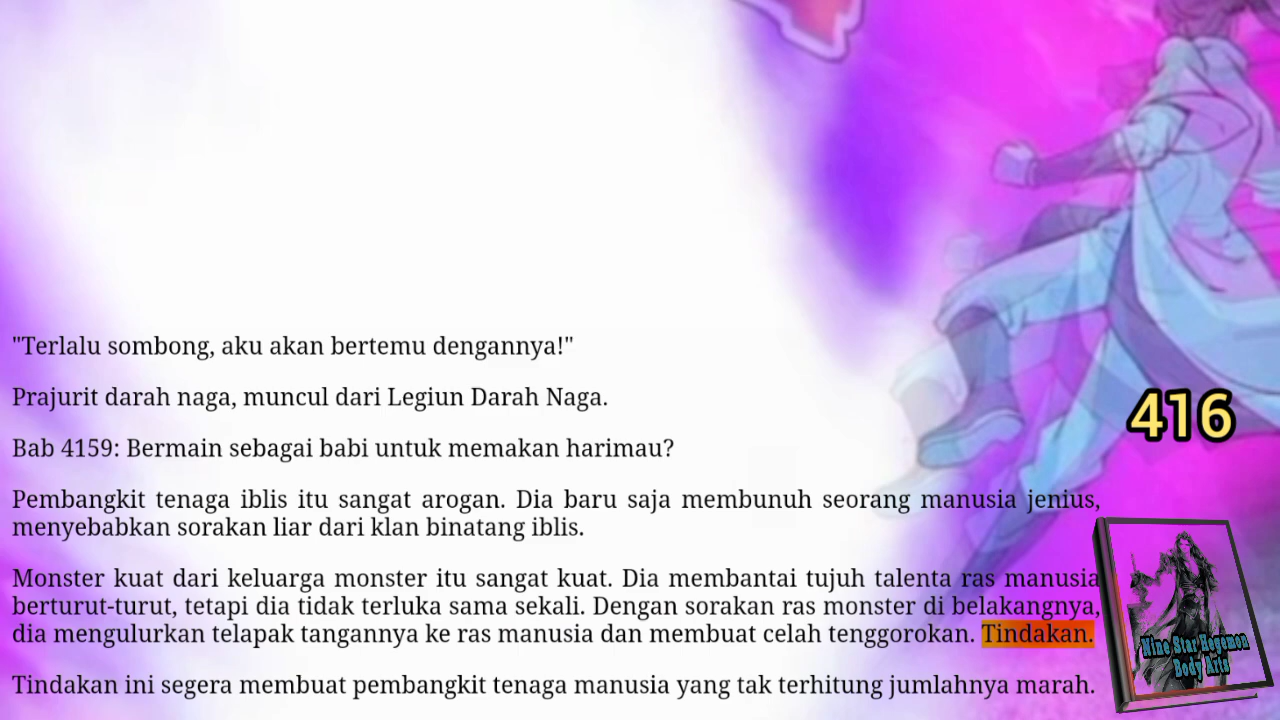 "Terlalu sombong, aku akan bertemu dengannya!"
Prajurit darah naga, muncul dari Legiun Darah Naga.
416
Bab 4159: Bermain sebagai babi untuk memakan harimau?
Pembangkit tenaga iblis itu sangat arogan. Dia baru saja membunuh seorang manusia jenius,
menyebabkan sorakan liar dari klan binatang iblis.
Monster kuat dari keluarga monster itu sangat kuat. Dia membantai tujuh talenta ras manusia
berturut-turut, tetapi dia tidak terluka sama sekali. Dengan sorakan ras monster di belakangnya,
dia mengulurkan telapak tangannya ke ras manusia dan membuat celah tenggorokan. Tindakan.
Tindakan ini segera membuat pembangkit tenaga manusia yang tak terhitung jumlahnya marah.
Nine Star Hegemon
Body Arts